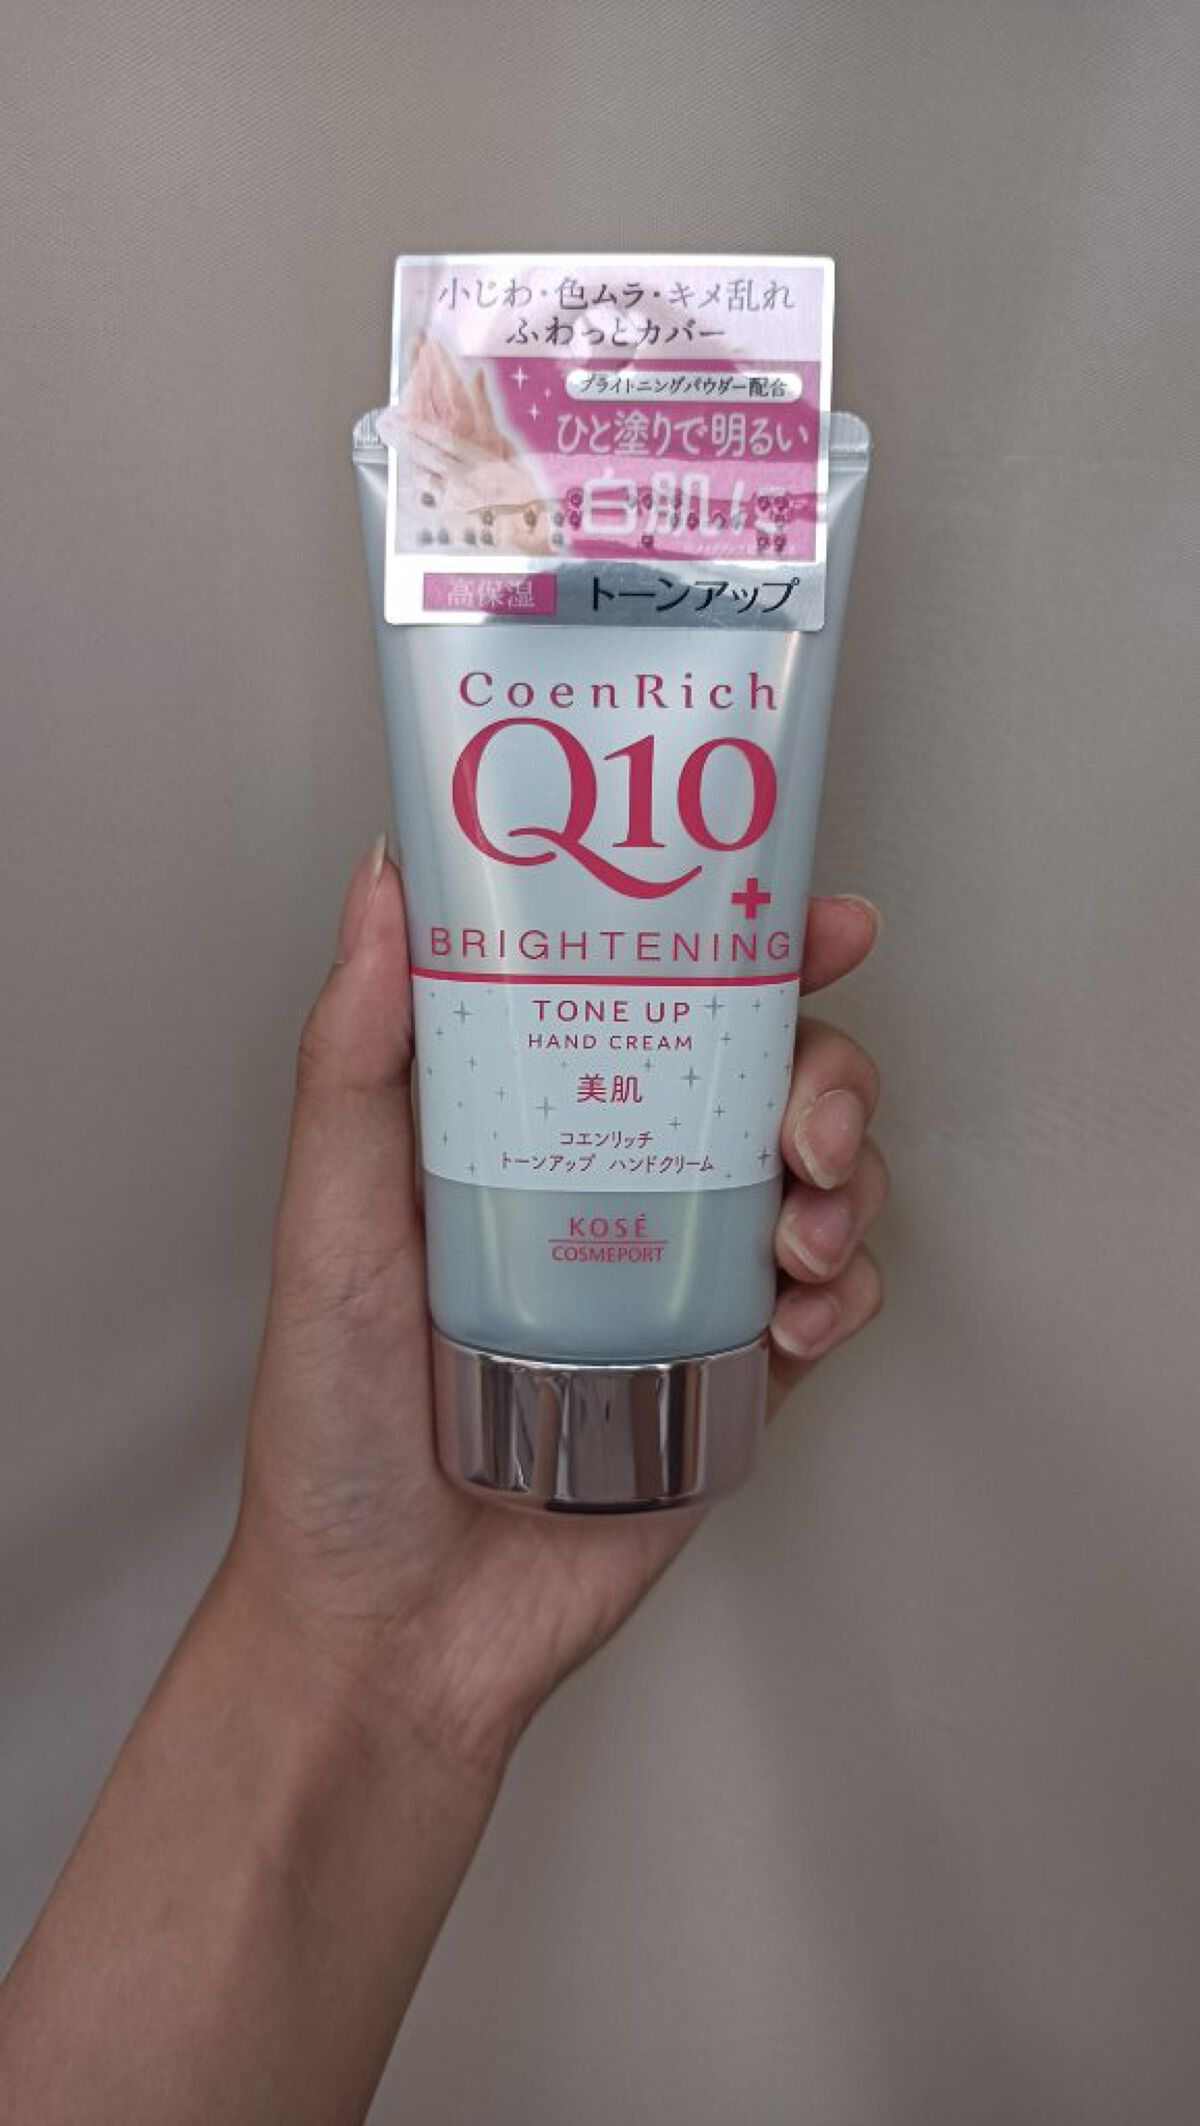 小じわ・色ムラ・キメ乱れ
ふわっとカバー
ブライトニングパウダー配合
ひと塗りで明るい
白肌に
高保湿 トーンアップ
CoenRich
Q10
+
BRIGHTENING
TONE UP
HAND CREAM
美肌
コエンリッチ
トーンアップ ハンドクリーム
KOSÉ
COSMEPORT